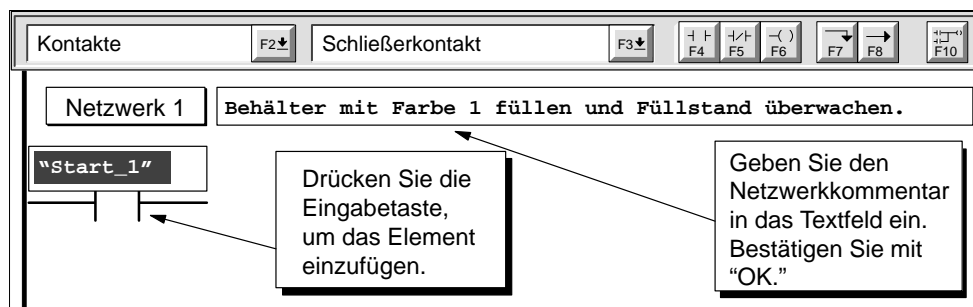 Kontakte F2 Schließerkontakt F3 F4 F5 F6 F7 F8 F10
Netzwerk 1 Behälter mit Farbe 1 füllen und Füllstand überwachen.
“Start_1”
Drücken Sie die
Eingabetaste,
um das Element
einzufügen.
Geben Sie den
Netzwerkkommentar
in das Textfeld ein.
Bestätigen Sie mit
“OK.”